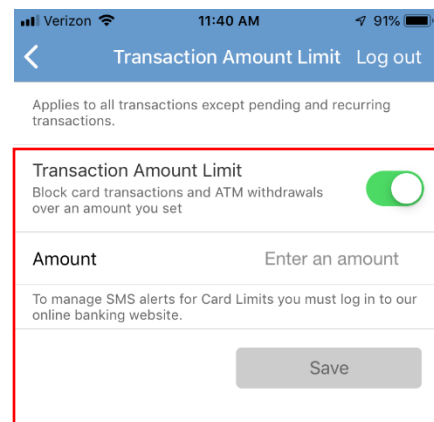 Verizon 11:40 AM 91%
Transaction Amount Limit Log out
Applies to all transactions except pending and recurring
transactions.
Transaction Amount Limit
Block card transactions and ATM withdrawals
over an amount you set
Amount Enter an amount
To manage SMS alerts for Card Limits you must log in to our
online banking website.
Save